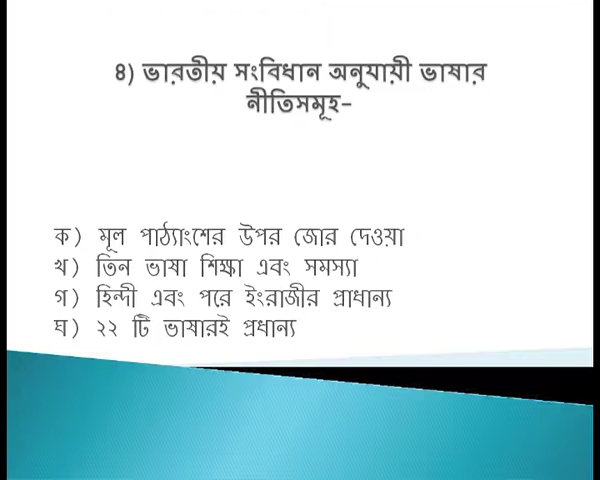 ৪) ভারতীয় সংবিধান অনুযায়ী ভাষার
নীতিসমূহ-
ক) মূল পাঠ্যাংশের উপর জোর দেওয়া
খ) তিন ভাষা শিক্ষা এবং সমস্যা
গ) হিন্দী এবং পরে ইংরাজীর প্রাধান্য
ঘ) ২২ টি ভাষারই প্রধান্য